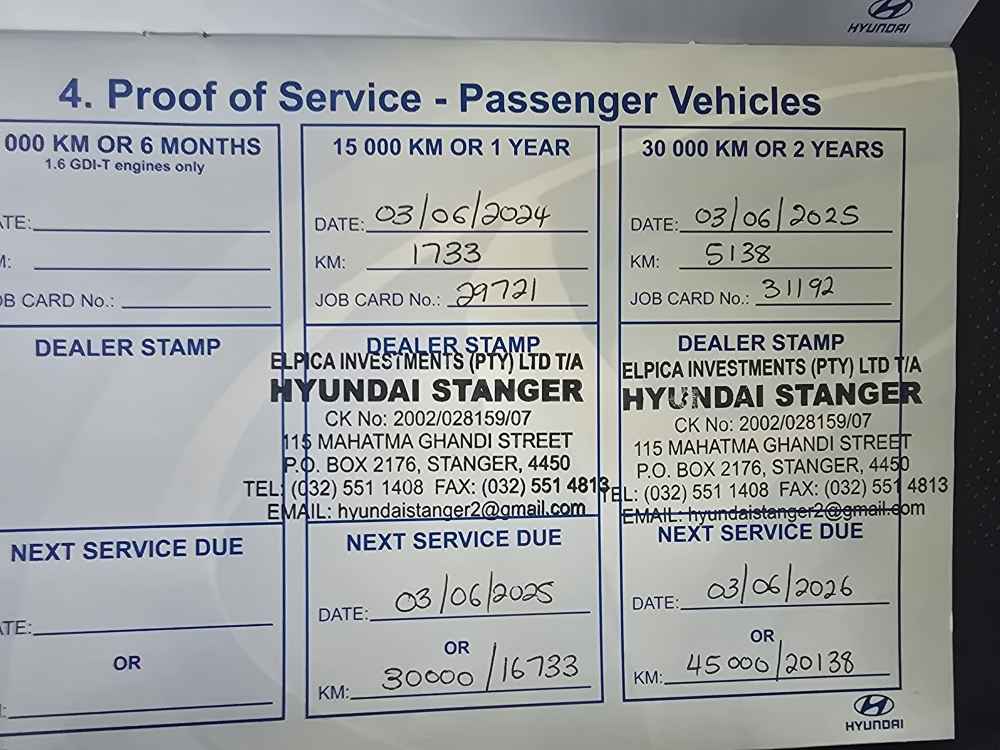 HYUNDAI
4. Proof of Service - Passenger Vehicles
000 KM OR 6 MONTHS
1.6 GDI-T engines only
ATE:
M:
OB CARD No.:
DEALER STAMP
NEXT SERVICE DUE
ATE:
OR
15 000 KM OR 1 YEAR
DATE: 03/06/2024
KM: 1733
JOB CARD No.: 29721
DEALER STAMP
ELPICA INVESTMENTS (PTY) LTD T/A
HYUNDAI STANGER
CK No: 2002/028159/07
115 MAHATMA GHANDI STREET
P.O. BOX 2176, STANGER, 4450
TEL: (032) 551 1408 FAX: (032) 551 4813
EMAIL: hyundaistanger2@gmail.com
NEXT SERVICE DUE
DATE: 03/06/2025
OR
KM: 30000/16733
30 000 KM OR 2 YEARS
DATE: 03/06/2025
KM: 5138
JOB CARD No.: 31192
DEALER STAMP
ELPICA INVESTMENTS (PTY) LTD T/A
HYUNDAI STANGER
CK No: 2002/028159/07
115 MAHATMA GHANDI STREET
P.O. BOX 2176, STANGER, 4450
TEL: (032) 551 1408 FAX: (032) 551 4813
EMAIL: hyundaistanger2@gmail.com
NEXT SERVICE DUE
DATE: 03/06/2026
OR
KM: 45000/20138
HYUNDAI